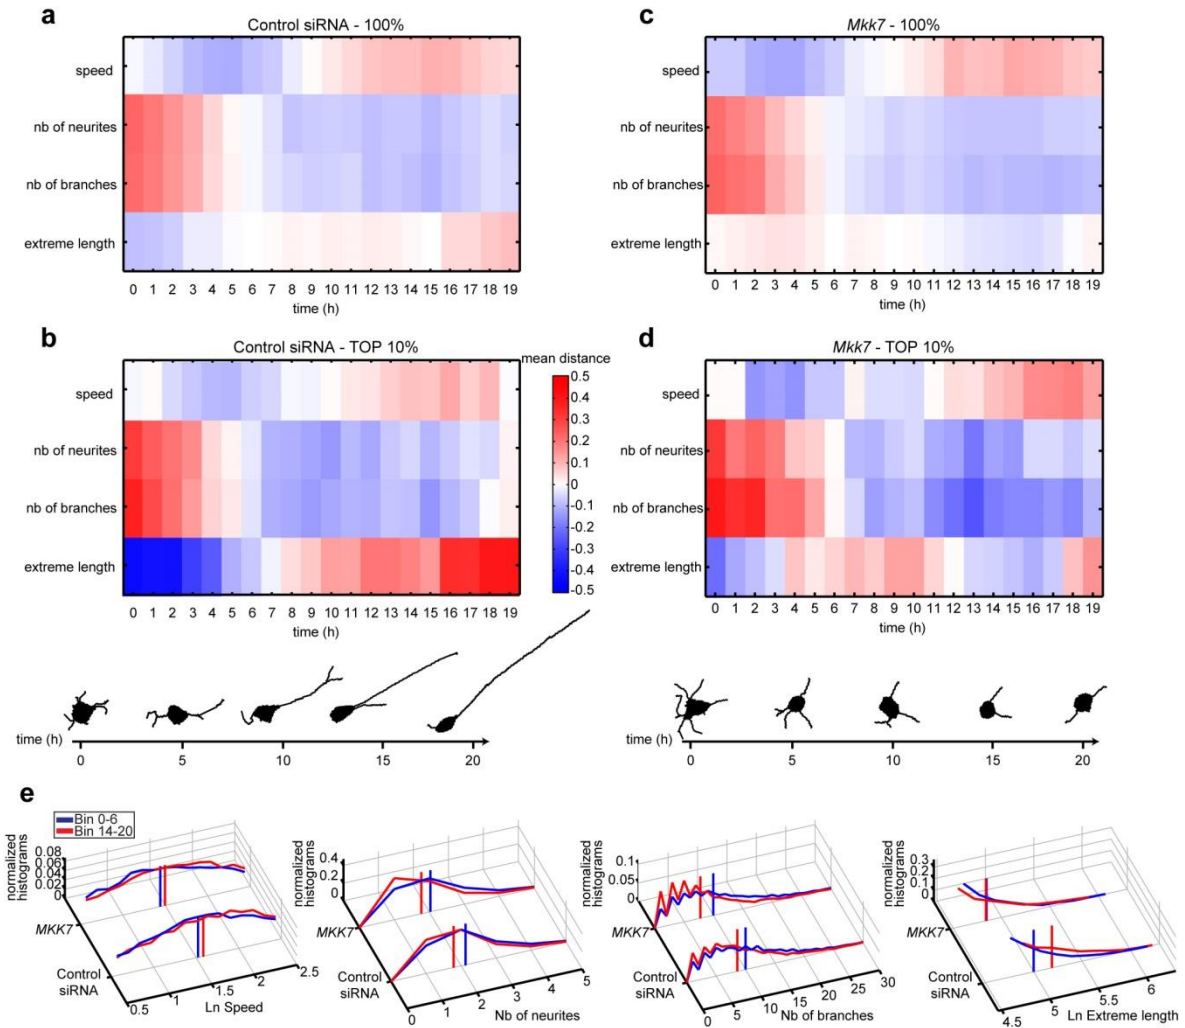 a
Control siRNA - 100%
speed
nb of neurites
nb of branches
extreme length
0 1 2 3 4 5 6 7 8 9 10 11 12 13 14 15 16 17 18 19
time (h)
c
Mkk7 - 100%
speed
nb of neurites
nb of branches
extreme length
0 1 2 3 4 5 6 7 8 9 10 11 12 13 14 15 16 17 18 19
time (h)
b
Control siRNA - TOP 10%
speed
nb of neurites
nb of branches
extreme length
0 1 2 3 4 5 6 7 8 9 10 11 12 13 14 15 16 17 18 19
time (h)
mean distance
0.5
0.4
0.3
0.2
0.1
0
-0.1
-0.2
-0.3
-0.4
-0.5
d
Mkk7 - TOP 10%
speed
nb of neurites
nb of branches
extreme length
0 1 2 3 4 5 6 7 8 9 10 11 12 13 14 15 16 17 18 19
time (h)
time (h)
0 5 10 15 20
time (h)
0 5 10 15 20
e
Bin 0-6
Bin 14-20
normalized
histograms
0.08
0.06
0.04
0.02
0
MKK7
Control
siRNA
0.5 1 1.5 2 2.5
Ln Speed
normalized
histograms
0.4
0.2
0
MKK7
Control
siRNA
0 1 2 3 4 5
Nb of neurites
normalized
histograms
0.1
0.05
0
MKK7
Control
siRNA
0 5 10 15 20 25 30
Nb of branches
normalized
histograms
0.3
0.2
0.1
0
MKK7
Control
siRNA
4.5 5 5.5 6
Ln Extreme length